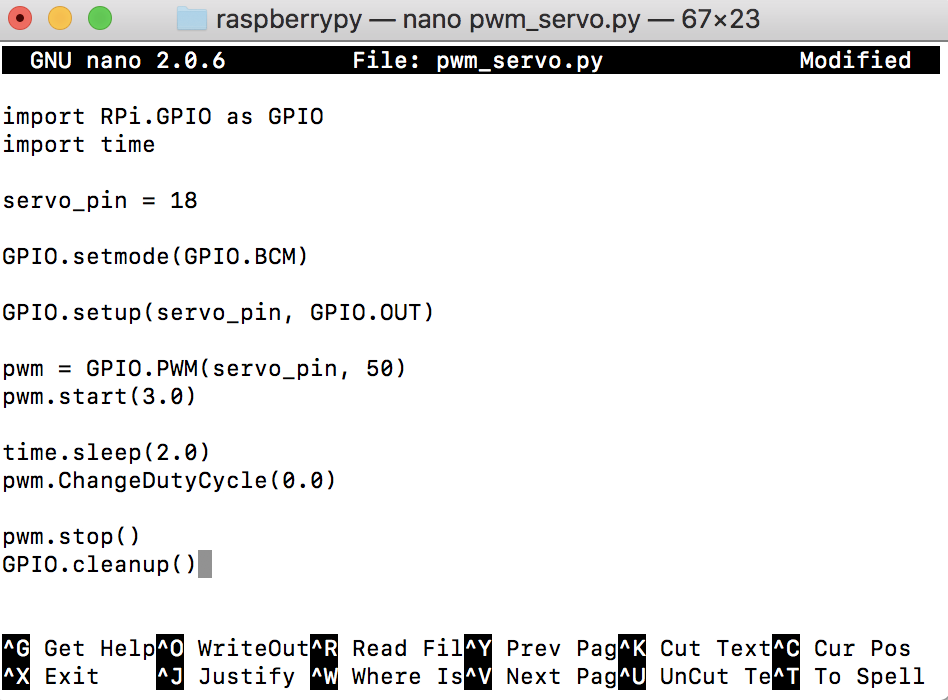 raspberrypy — nano pwm_servo.py — 67×23
GNU nano 2.0.6 File: pwm_servo.py Modified
import RPi.GPIO as GPIO
import time
servo_pin = 18
GPIO.setmode(GPIO.BCM)
GPIO.setup(servo_pin, GPIO.OUT)
pwm = GPIO.PWM(servo_pin, 50)
pwm.start(3.0)
time.sleep(2.0)
pwm.ChangeDutyCycle(0.0)
pwm.stop()
GPIO.cleanup()
^G Get Help^O WriteOut^R Read Fil^Y Prev Pag^K Cut Text^C Cur Pos
^X Exit ^J Justify ^W Where Is^V Next Pag^U UnCut Te^T To Spell